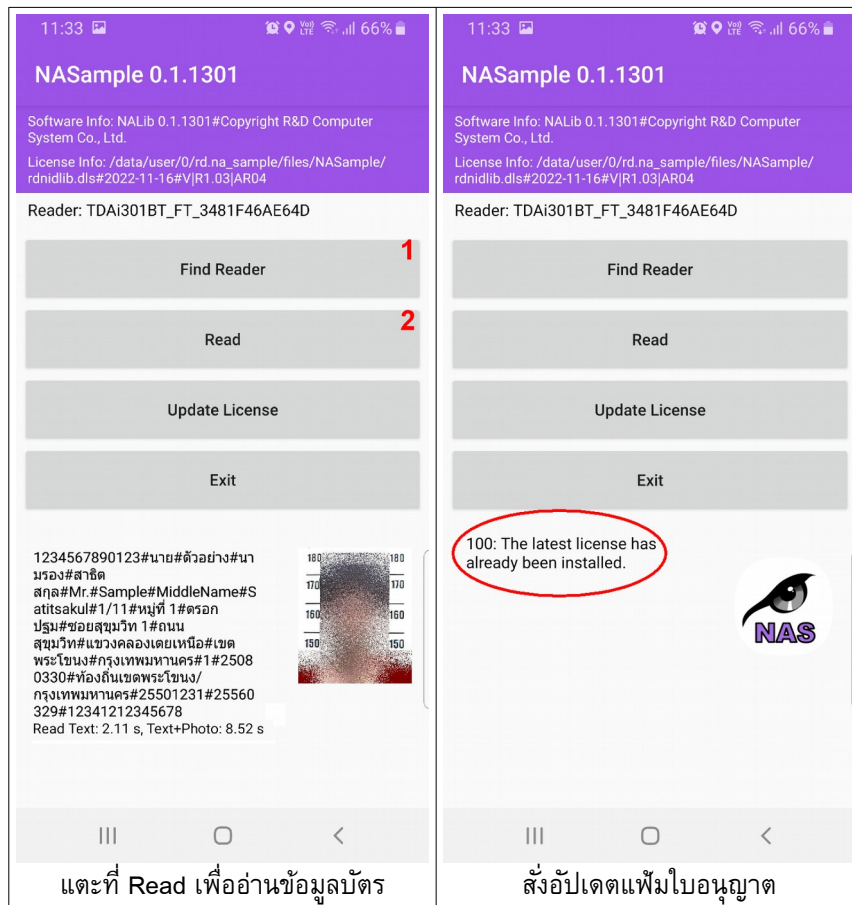 11:33 Vo)) LTE 66%
NASample 0.1.1301
Software Info: NALib 0.1.1301#Copyright R&D Computer
System Co., Ltd.
License Info: /data/user/0/rd.na_sample/files/NASample/
rdnidlib.dls#2022-11-16#V|R1.03|AR04
Reader: TDAi301BT_FT_3481F46AE64D
1
Find Reader
2
Read
Update License
Exit
1234567890123#นาย#ตัวอย่าง#นา
มรอง#สาธิต
สกุล#Mr.#Sample#MiddleName#S
atitsakul#1/11#หมู่ที่ 1#ตรอก
ปฐม#ซอยสุขุมวิท 1#ถนน
สุขุมวิท#แขวงคลองเตยเหนือ#เขต
พระโขนง#กรุงเทพมหานคร#1#2508
0330#ท้องถิ่นเขตพระโขนง/
กรุงเทพมหานคร#25501231#25560
329#12341212345678
Read Text: 2.11 s, Text+Photo: 8.52 s
180 180
170 170
160 160
150 150
แตะที่ Read เพื่ออ่านข้อมูลบัตร
11:33 Vo)) LTE 66%
NASample 0.1.1301
Software Info: NALib 0.1.1301#Copyright R&D Computer
System Co., Ltd.
License Info: /data/user/0/rd.na_sample/files/NASample/
rdnidlib.dls#2022-11-16#V|R1.03|AR04
Reader: TDAi301BT_FT_3481F46AE64D
Find Reader
Read
Update License
Exit
100: The latest license has
already been installed.
NAS
สั่งอัปเดตแฟ้มใบอนุญาต